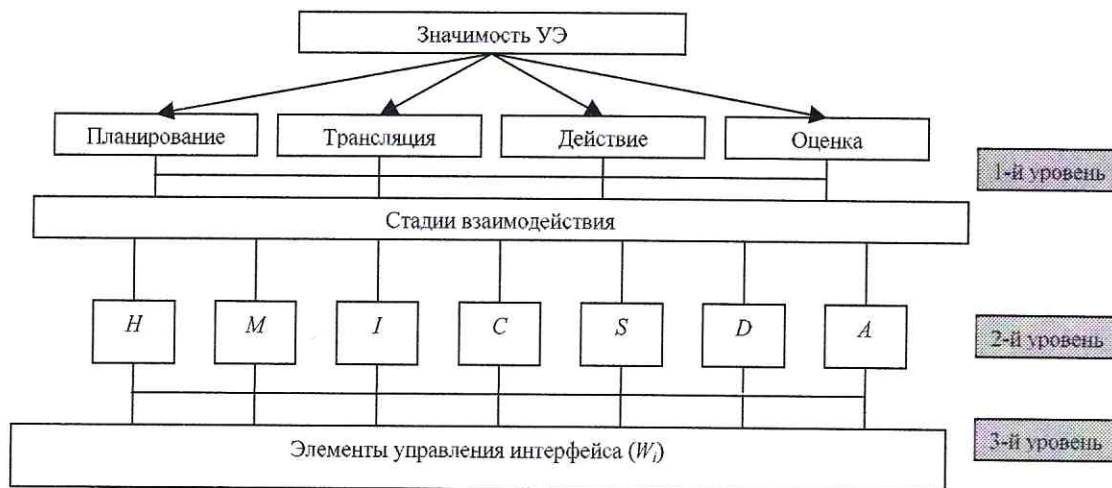 Значимость УЭ
Планирование
Трансляция
Действие
Оценка
1-й уровень
Стадии взаимодействия
H
M
I
C
S
D
A
2-й уровень
Элементы управления интерфейса (Wi)
3-й уровень